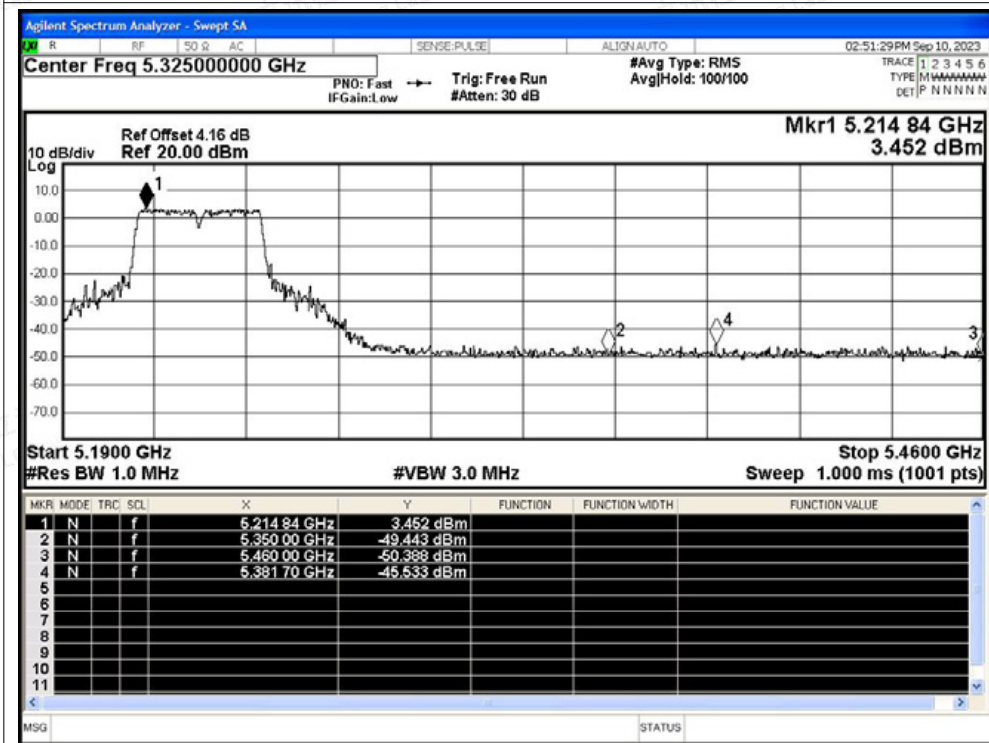 Agilent Spectrum Analyzer - Swept SA
LXI R RF 50 Ω AC SENSE:PULSE ALIGNAUTO 02:51:29 PM Sep 10, 2023
Center Freq 5.325000000 GHz
PNO: Fast
IFGain:Low
Trig: Free Run
#Atten: 30 dB
#Avg Type: RMS
Avg|Hold: 100/100
TRACE 1 2 3 4 5 6
TYPE M WWWWW
DET P N N N N N
Mkr1 5.214 84 GHz
3.452 dBm
Ref Offset 4.16 dB
10 dB/div Ref 20.00 dBm
Log
10.0
0.00
-10.0
-20.0
-30.0
-40.0
-50.0
-60.0
-70.0
1
2
4
3
Start 5.1900 GHz Stop 5.4600 GHz
#Res BW 1.0 MHz #VBW 3.0 MHz Sweep 1.000 ms (1001 pts)
MKR MODE TRC SCL X Y FUNCTION FUNCTION WIDTH FUNCTION VALUE
1 N f 5.214 84 GHz 3.452 dBm
2 N f 5.350 00 GHz -49.443 dBm
3 N f 5.460 00 GHz -50.388 dBm
4 N f 5.381 70 GHz -45.533 dBm
5
6
7
8
9
10
11
MSG STATUS